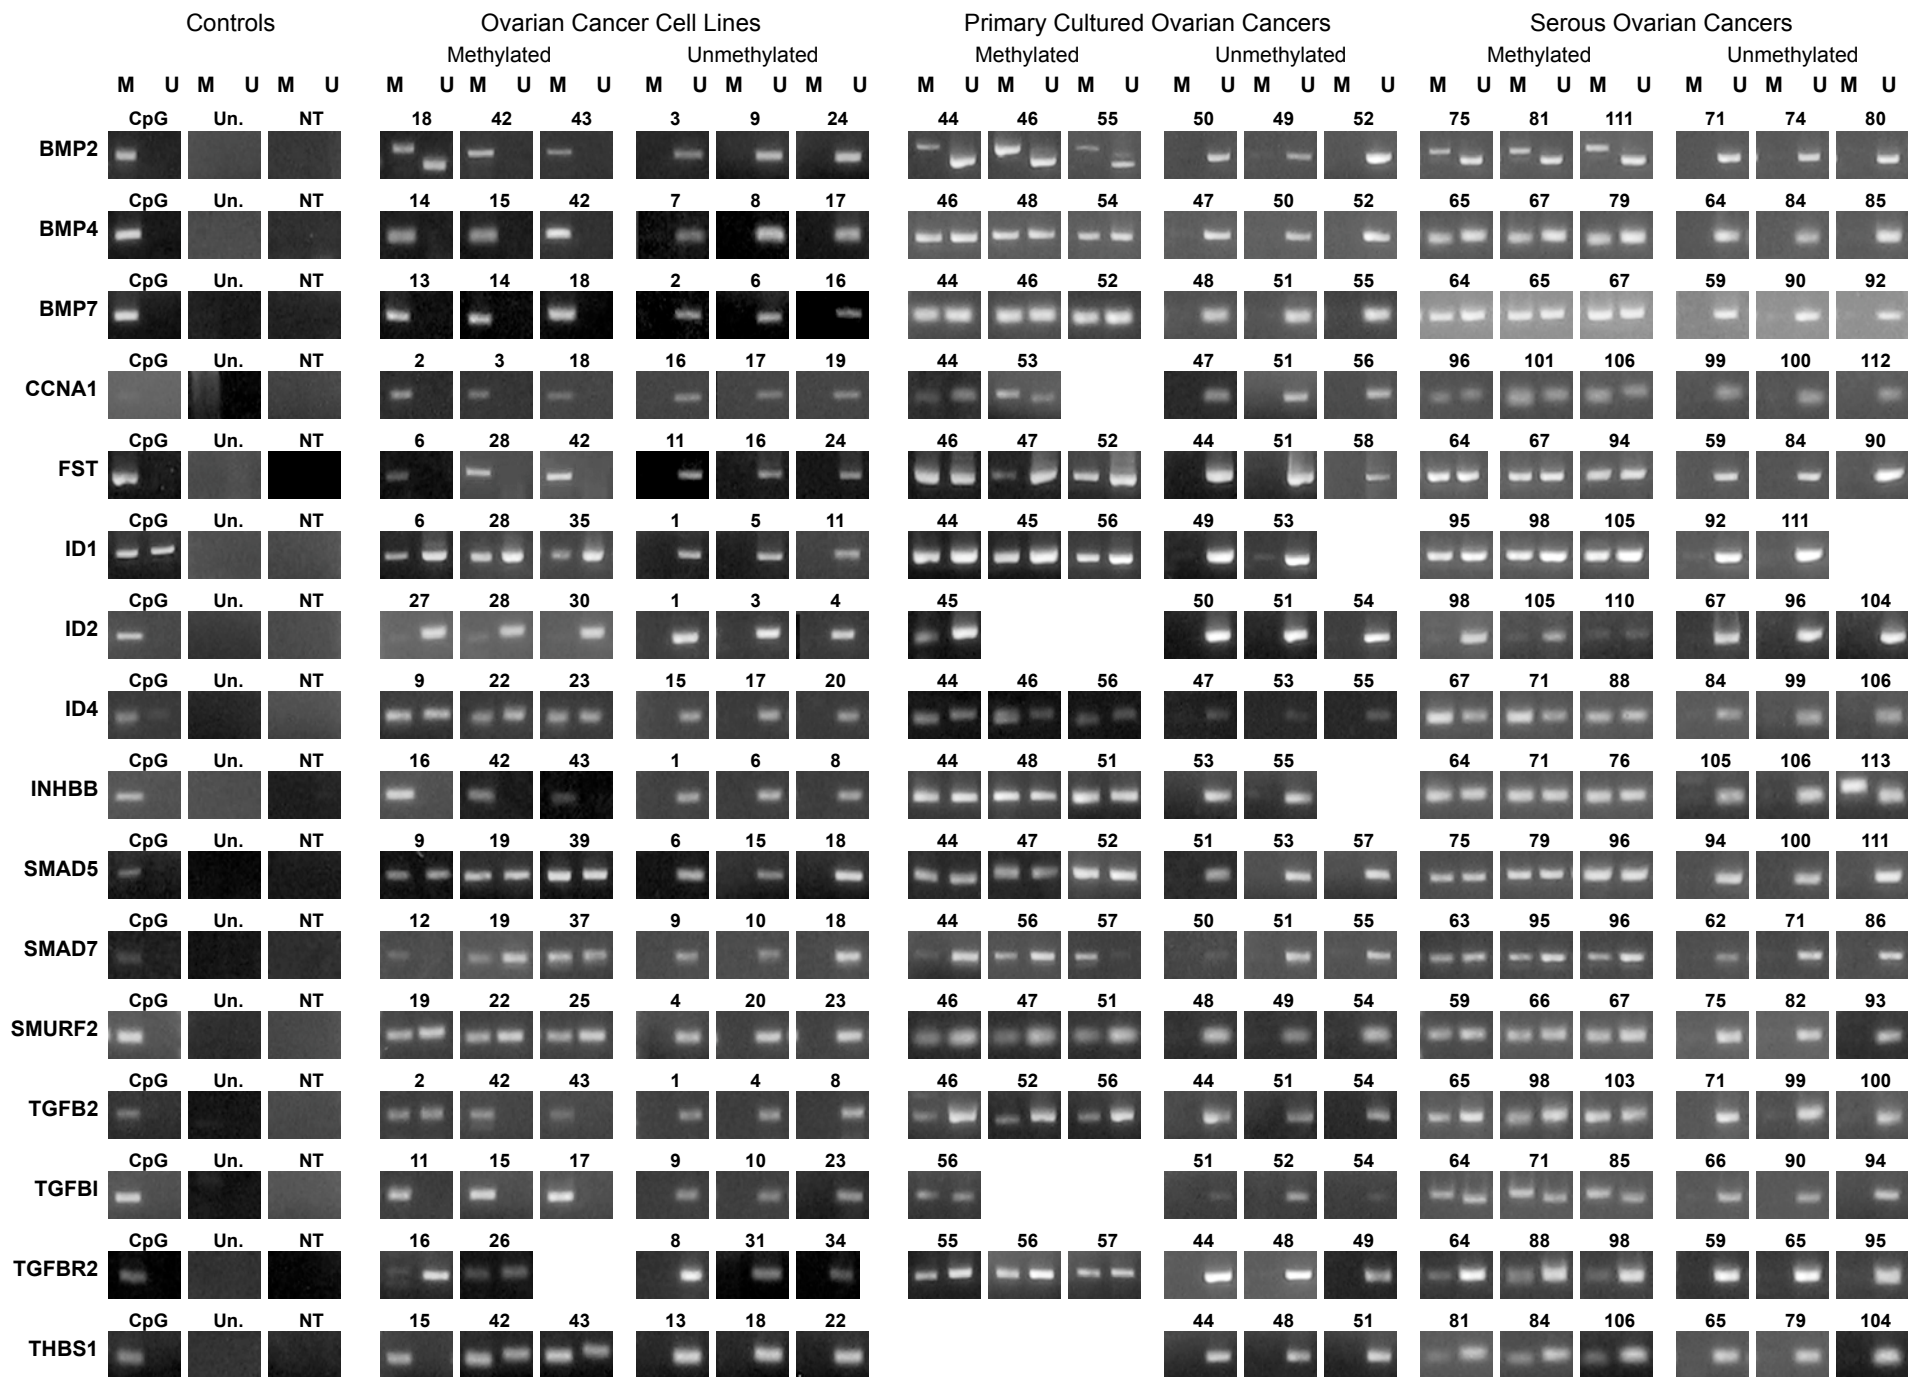 Controls Ovarian Cancer Cell Lines Primary Cultured Ovarian Cancers Serous Ovarian Cancers
Methylated Unmethylated Methylated Unmethylated Methylated Unmethylated
M U M U M U M U M U M U M U M U M U M U M U M U M U M U M U M U M U M U M U
CpG Un. NT 18 42 43 3 9 24 44 46 55 50 49 52 75 81 111 71 74 80
BMP2
CpG Un. NT 14 15 42 7 8 17 46 48 54 47 50 52 65 67 79 64 84 85
BMP4
CpG Un. NT 13 14 18 2 6 16 44 46 52 48 51 55 64 65 67 59 90 92
BMP7
CpG Un. NT 2 3 18 16 17 19 44 53 47 51 56 96 101 106 99 100 112
CCNA1
CpG Un. NT 6 28 42 11 16 24 46 47 52 44 51 58 64 67 94 59 84 90
FST
CpG Un. NT 6 28 35 1 5 11 44 45 56 49 53 95 98 105 92 111
ID1
CpG Un. NT 27 28 30 1 3 4 45 50 51 54 98 105 110 67 96 104
ID2
CpG Un. NT 9 22 23 15 17 20 44 46 56 47 53 55 67 71 88 84 99 106
ID4
CpG Un. NT 16 42 43 1 6 8 44 48 51 53 55 64 71 76 105 106 113
INHBB
CpG Un. NT 9 19 39 6 15 18 44 47 52 51 53 57 75 79 96 94 100 111
SMAD5
CpG Un. NT 12 19 37 9 10 18 44 56 57 50 51 55 63 95 96 62 71 86
SMAD7
CpG Un. NT 19 22 25 4 20 23 46 47 51 48 49 54 59 66 67 75 82 93
SMURF2
CpG Un. NT 2 42 43 1 4 8 46 52 56 44 51 54 65 98 103 71 99 100
TGFB2
CpG Un. NT 11 15 17 9 10 23 56 51 52 54 64 71 85 66 90 94
TGFBI
CpG Un. NT 16 26 8 31 34 55 56 57 44 48 49 64 88 98 59 65 95
TGFBR2
CpG Un. NT 15 42 43 13 18 22 44 48 51 81 84 106 65 79 104
THBS1